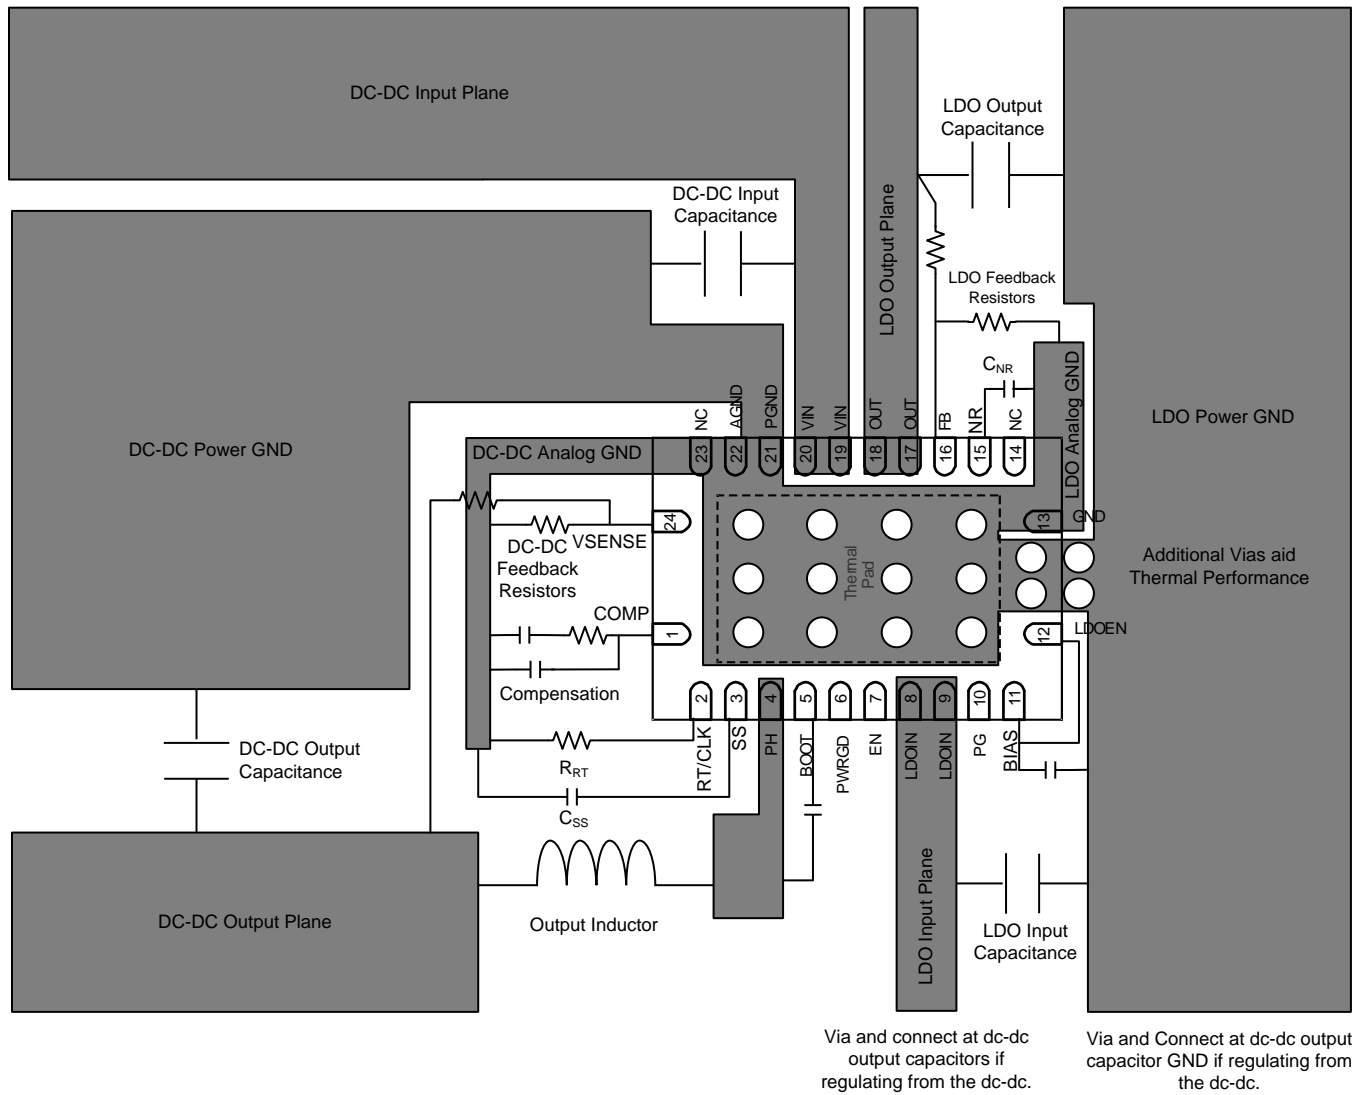 DC-DC Input Plane
LDO Output
Capacitance
DC-DC Input
Capacitance
LDO Output Plane
LDO Feedback
Resistors
C_NR
LDO Analog GND
LDO Power GND
DC-DC Power GND
DC-DC Analog GND
NC
AGND
PGND
VIN
VIN
OUT
OUT
FB
NR
NC
23
22
21
20
19
18
17
16
15
14
24
VSENSE
13
GND
DC-DC
Feedback
Resistors
Thermal
Pad
Additional Vias aid
Thermal Performance
COMP
1
12
LDOEN
Compensation
2
3
4
5
6
7
8
9
10
11
RT/CLK
SS
PH
BOOT
PWRGD
EN
LDOIN
LDOIN
PG
BIAS
DC-DC Output
Capacitance
R_RT
C_SS
DC-DC Output Plane
Output Inductor
LDO Input Plane
LDO Input
Capacitance
Via and connect at dc-dc
output capacitors if
regulating from the dc-dc.
Via and Connect at dc-dc output
capacitor GND if regulating from
the dc-dc.